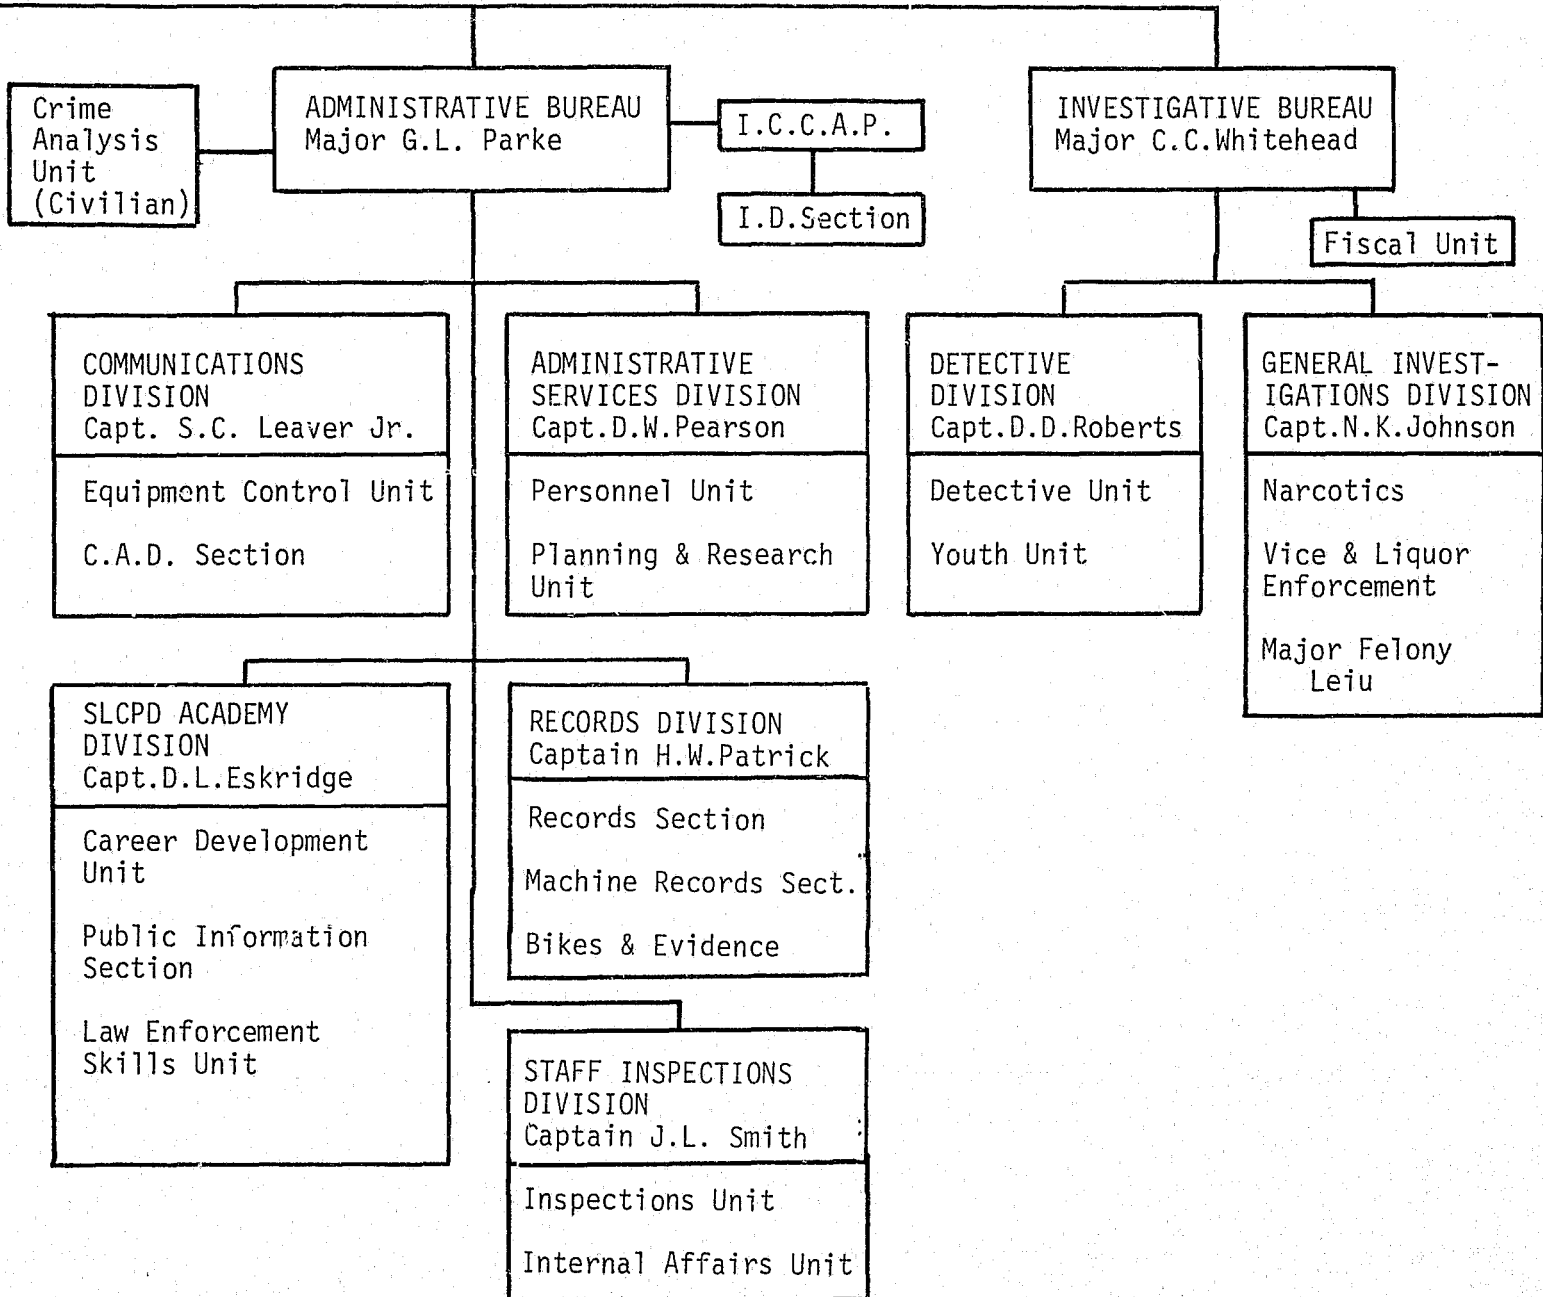 Crime
Analysis
Unit
(Civilian)
ADMINISTRATIVE BUREAU
Major G.L. Parke
I.C.C.A.P.
I.D.Section
INVESTIGATIVE BUREAU
Major C.C.Whitehead
Fiscal Unit
COMMUNICATIONS
DIVISION
Capt. S.C. Leaver Jr.
Equipment Control Unit
C.A.D. Section
ADMINISTRATIVE
SERVICES DIVISION
Capt.D.W.Pearson
Personnel Unit
Planning & Research
Unit
DETECTIVE
DIVISION
Capt.D.D.Roberts
Detective Unit
Youth Unit
GENERAL INVEST-
IGATIONS DIVISION
Capt.N.K.Johnson
Narcotics
Vice & Liquor
Enforcement
Major Felony
Leiu
SLCPD ACADEMY
DIVISION
Capt.D.L.Eskridge
Career Development
Unit
Public Information
Section
Law Enforcement
Skills Unit
RECORDS DIVISION
Captain H.W.Patrick
Records Section
Machine Records Sect.
Bikes & Evidence
STAFF INSPECTIONS
DIVISION
Captain J.L. Smith
Inspections Unit
Internal Affairs Unit